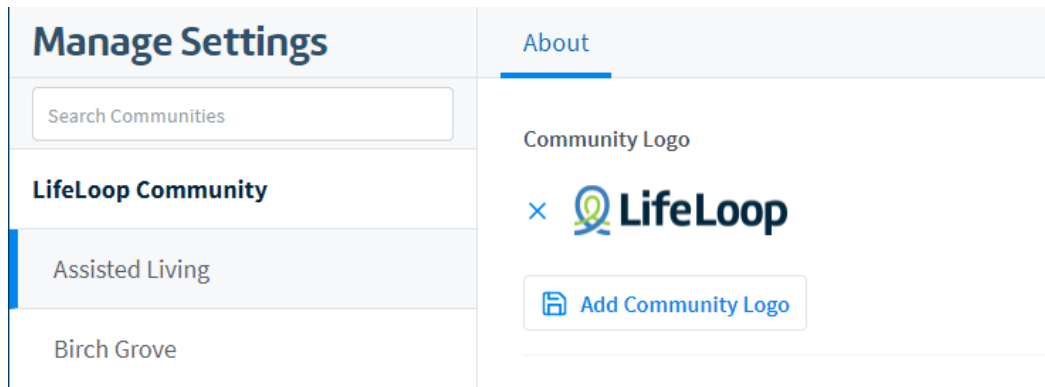 Manage Settings
About
Search Communities
Community Logo
LifeLoop Community
LifeLoop
Assisted Living
Add Community Logo
Birch Grove